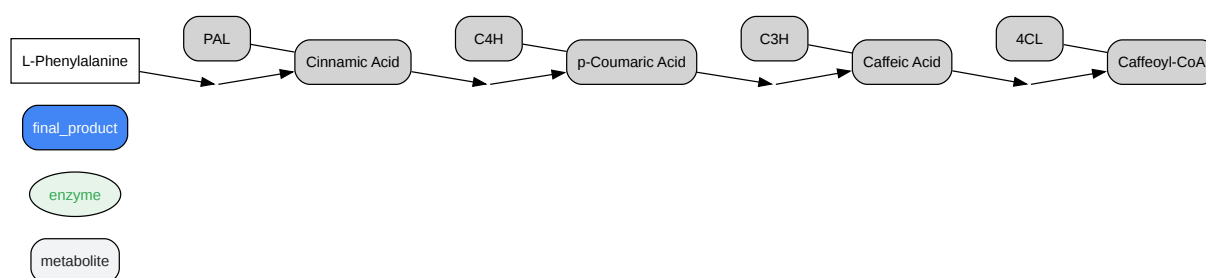 PAL
C4H
C3H
4CL
L-Phenylalanine
Cinnamic Acid
p-Coumaric Acid
Caffeic Acid
Caffeoyl-CoA
final_product
enzyme
metabolite